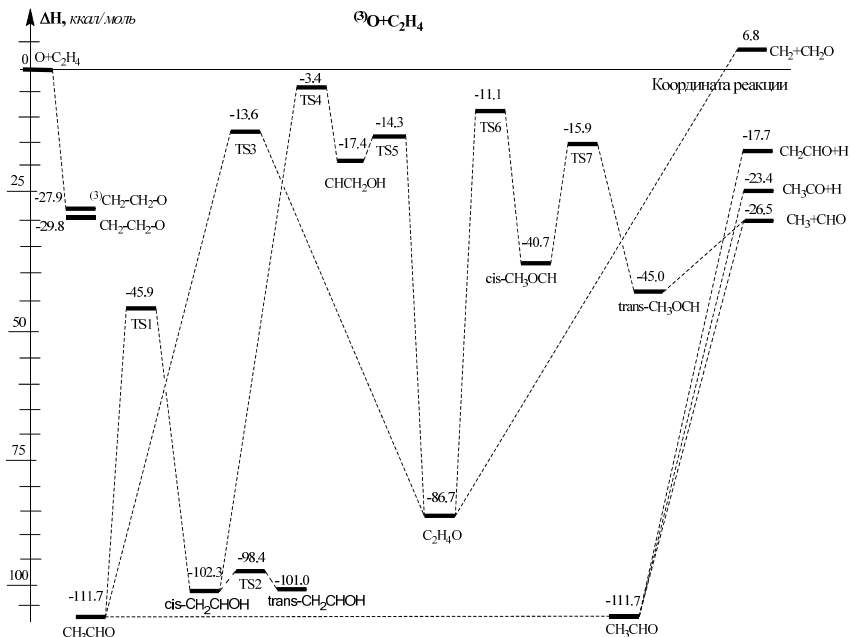 ΔH, ккал/моль
⁽³⁾O+C₂H₄
0
O+C₂H₄
6.8
CH₂+CH₂O
Координата реакции
-3.4
TS4
-13.6
TS3
-14.3
TS5
-17.4
CHCH₂OH
-11.1
TS6
-15.9
TS7
-17.7
CH₂CHO+H
-23.4
CH₃CO+H
-26,5
CH₃+CHO
25
-27.9
⁽³⁾CH₂-CH₂-O
-29.8
CH₂-CH₂-O
-40.7
cis-CH₃OCH
-45.0
trans-CH₃OCH
-45.9
TS1
50
75
-86.7
C₂H₄O
100
-102.3
cis-CH₂CHOH
-98.4
TS2
-101.0
trans-CH₂CHOH
-111.7
CH₃CHO
-111.7
CH₃CHO